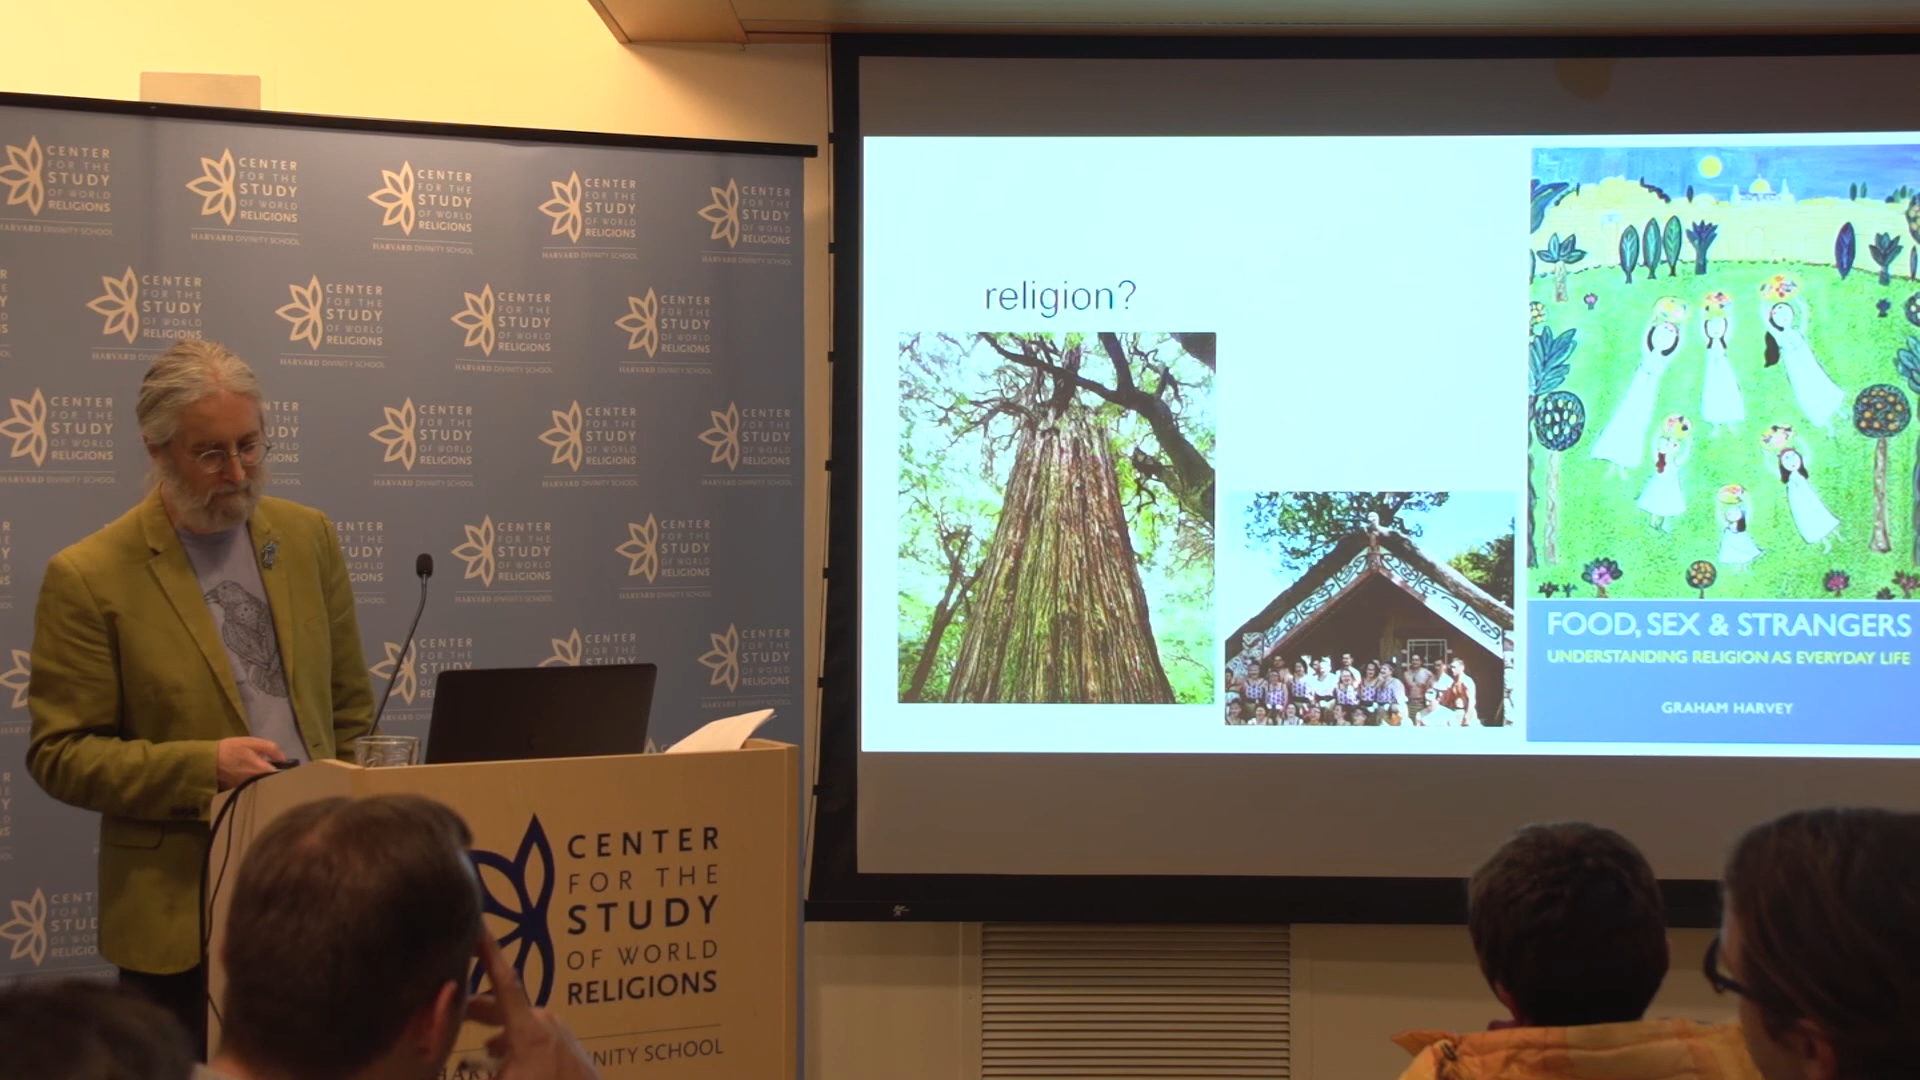 religion?
FOOD, SEX & STRANGERS
UNDERSTANDING RELIGION AS EVERYDAY LIFE
GRAHAM HARVEY
CENTER
FOR THE
STUDY
OF WORLD
RELIGIONS
HARVARD DIVINITY SCHOOL
CENTER
FOR THE
STUDY
OF WORLD
RELIGIONS
INITY SCHOOL